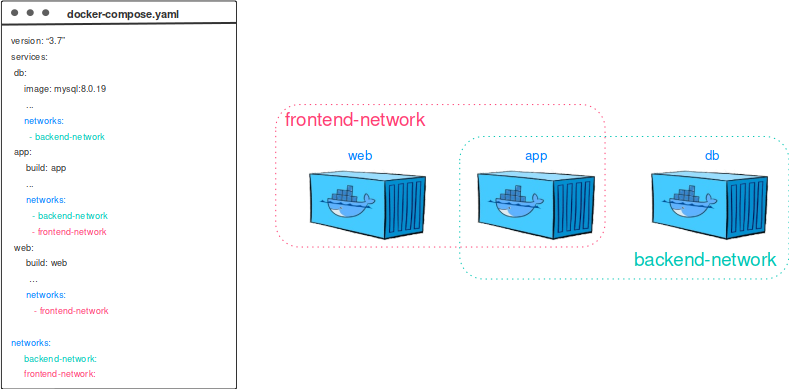 docker-compose.yaml
version: “3.7”
services:
db:
image: mysql:8.0.19
...
networks:
- backend-network
app:
build: app
...
networks:
- backend-network
- frontend-network
web:
build: web
...
networks:
- frontend-network
networks:
backend-network:
frontend-network:
frontend-network
web
app
db
backend-network